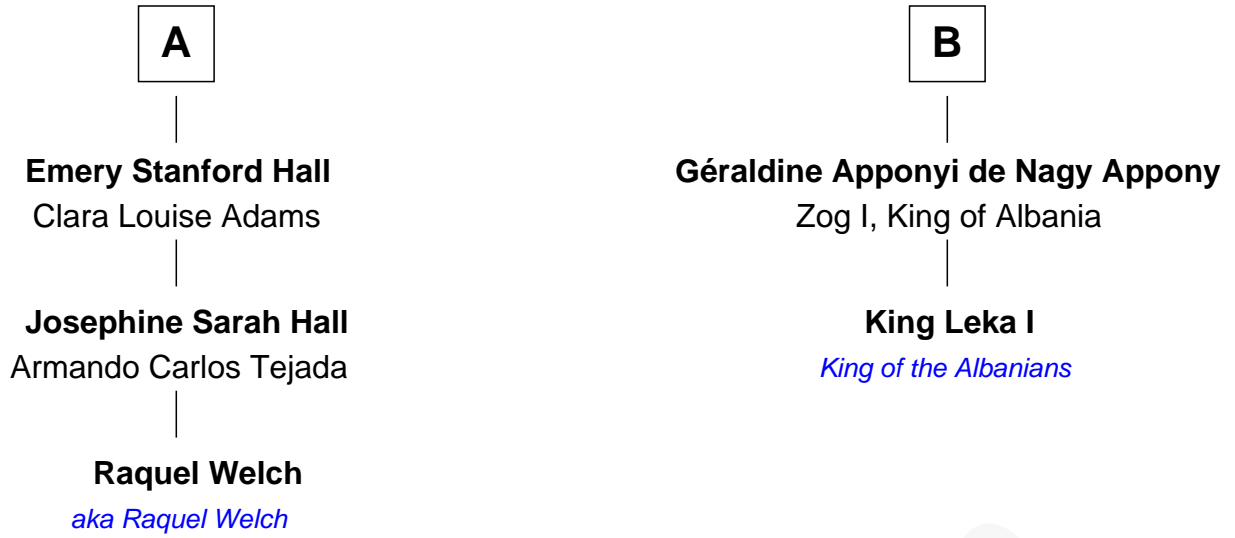 A
Emery Stanford Hall
Clara Louise Adams
Josephine Sarah Hall
Armando Carlos Tejada
Raquel Welch
aka Raquel Welch
B
Géraldine Apponyi de Nagy Appony
Zog I, King of Albania
King Leka I
King of the Albanians